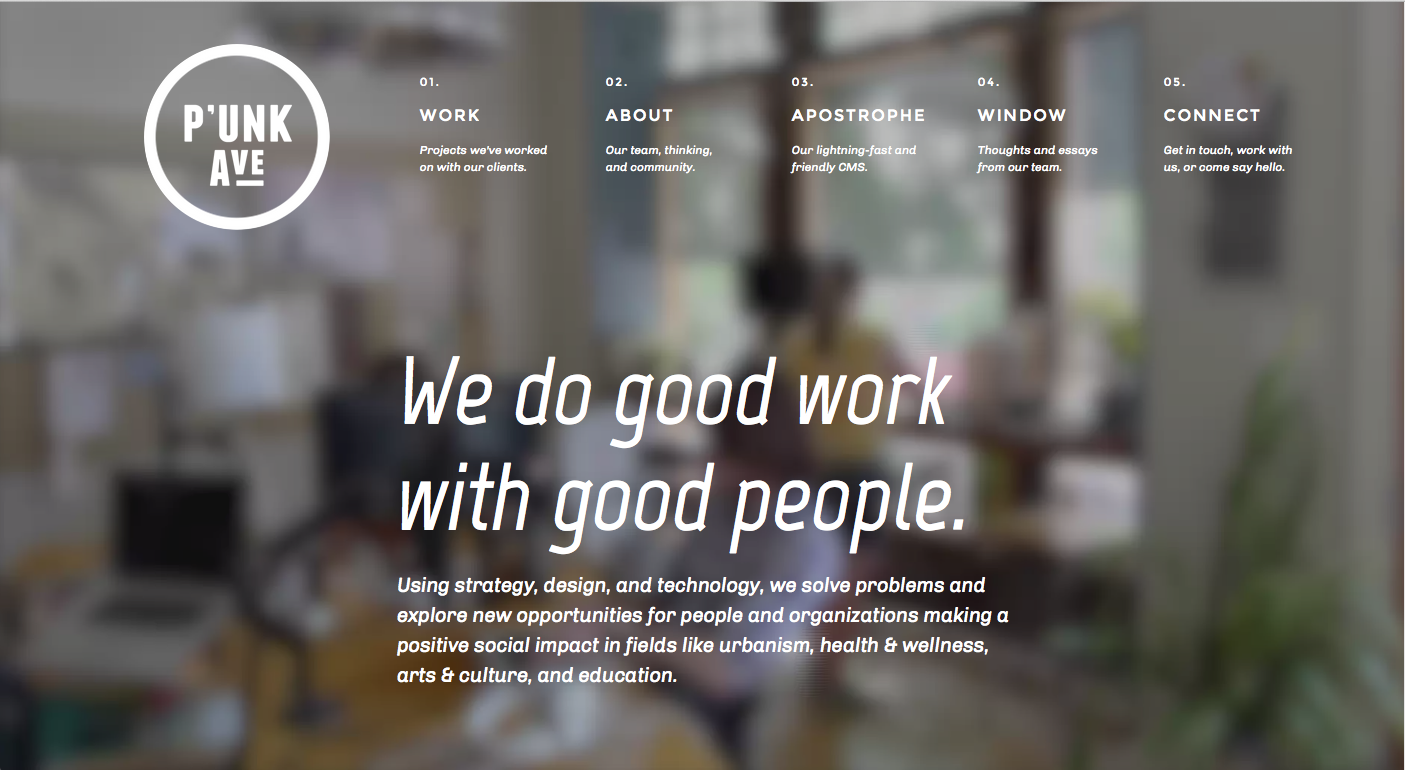 P'UNK
AVE
01.
WORK
Projects we've worked
on with our clients.
02.
ABOUT
Our team, thinking,
and community.
03.
APOSTROPHE
Our lightning-fast and
friendly CMS.
04.
WINDOW
Thoughts and essays
from our team.
05.
CONNECT
Get in touch, work with
us, or come say hello.
We do good work
with good people.
Using strategy, design, and technology, we solve problems and
explore new opportunities for people and organizations making a
positive social impact in fields like urbanism, health & wellness,
arts & culture, and education.